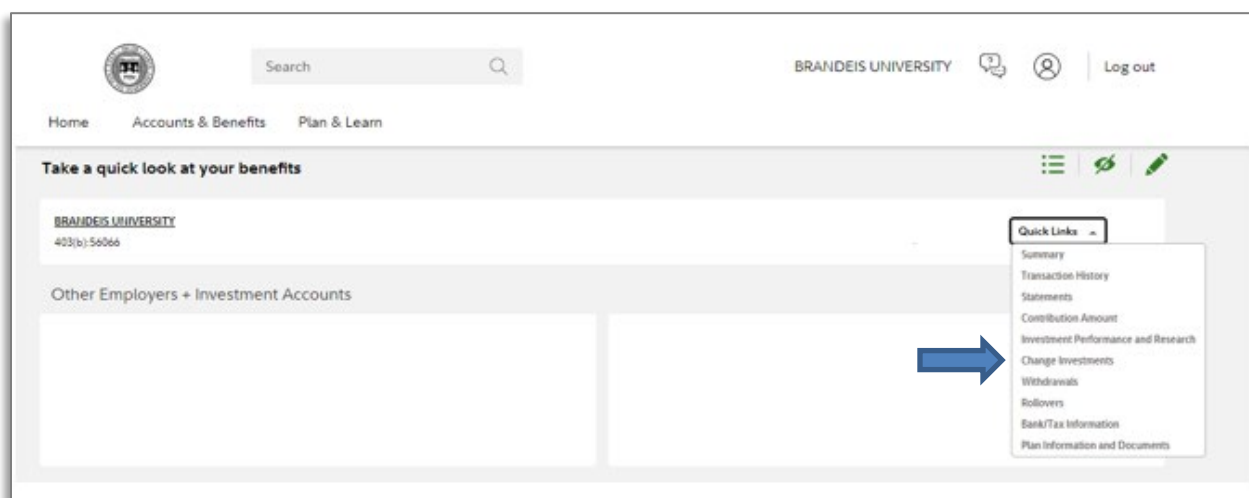 Search
BRANDEIS UNIVERSITY
Log out
Home Accounts & Benefits Plan & Learn
Take a quick look at your benefits
BRANDEIS UNIVERSITY
403(b):56066
Quick Links
Summary
Transaction History
Statements
Contribution Amount
Investment Performance and Research
Change Investments
Withdrawals
Rollovers
Bank/Tax Information
Plan Information and Documents
Other Employers + Investment Accounts